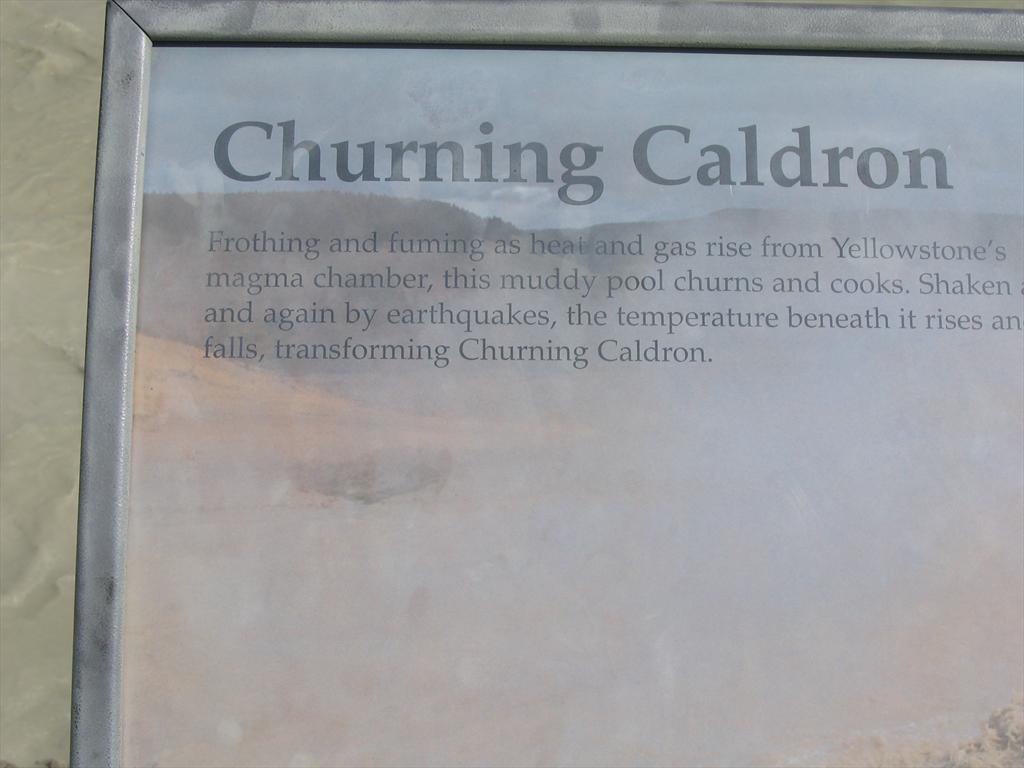 Churning Caldron
Frothing and fuming as heat and gas rise from Yellowstone's
magma chamber, this muddy pool churns and cooks. Shaken
and again by earthquakes, the temperature beneath it rises
falls, transforming Churning Caldron.